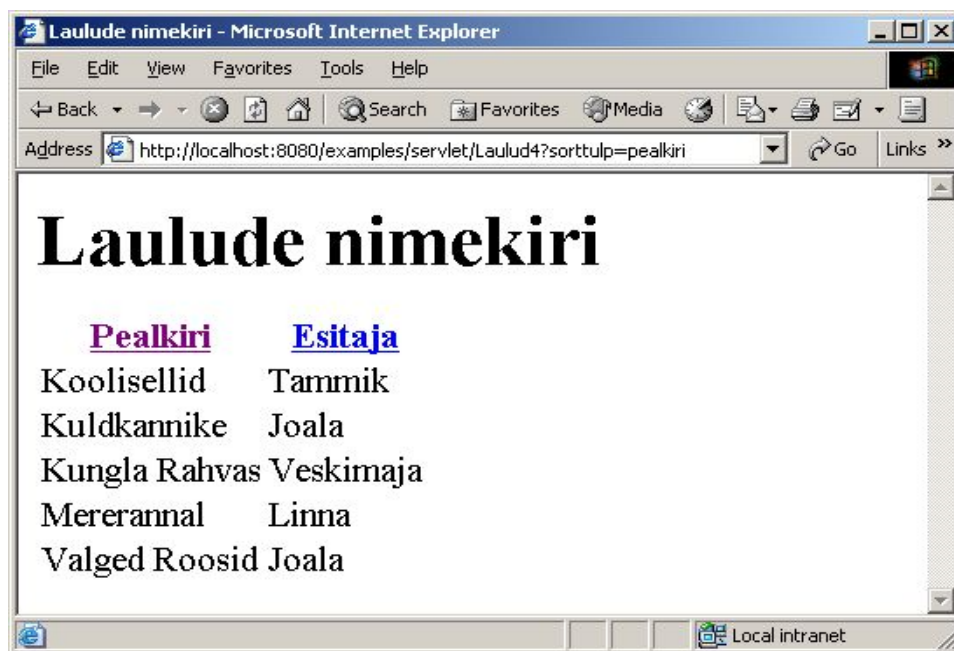 Laulude nimekiri - Microsoft Internet Explorer
File Edit View Favorites Tools Help
Back Search Favorites Media
Address http://localhost:8080/examples/servlet/Laulud4?sorttulp=pealkiri Go Links »
Laulude nimekiri
Pealkiri Esitaja
Koolisellid Tammik
Kuldkannike Joala
Kungla Rahvas Veskimaja
Mererannal Linna
Valged Roosid Joala
Local intranet